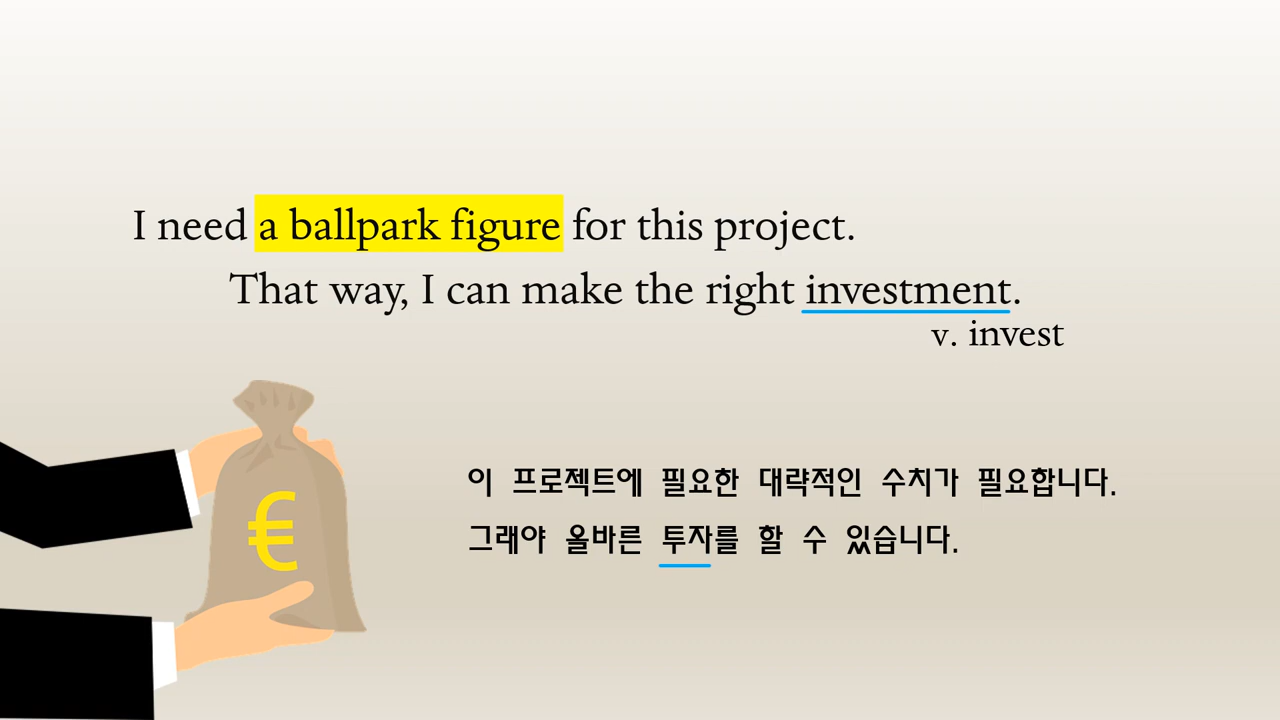 I need a ballpark figure for this project.
That way, I can make the right investment.
v. invest
€
이 프로젝트에 필요한 대략적인 수치가 필요합니다.
그래야 올바른 투자를 할 수 있습니다.